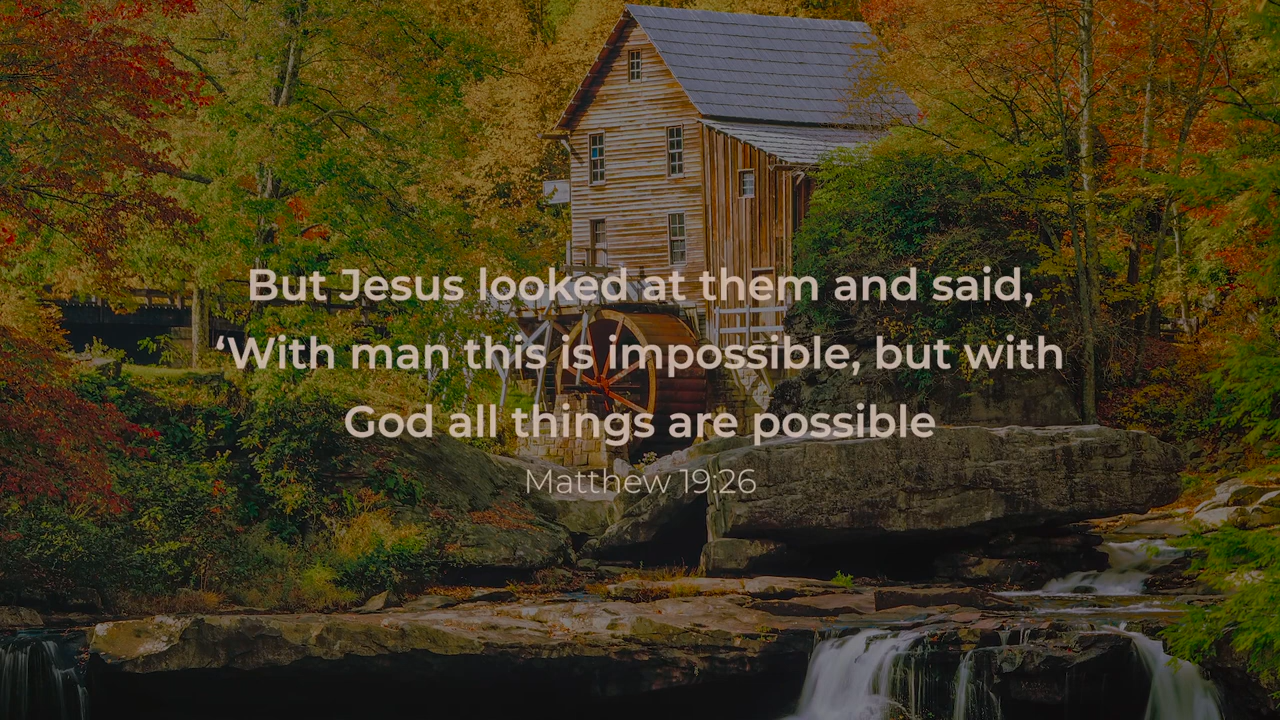 But Jesus looked at them and said,
‘With man this is impossible, but with
God all things are possible
Matthew 19:26